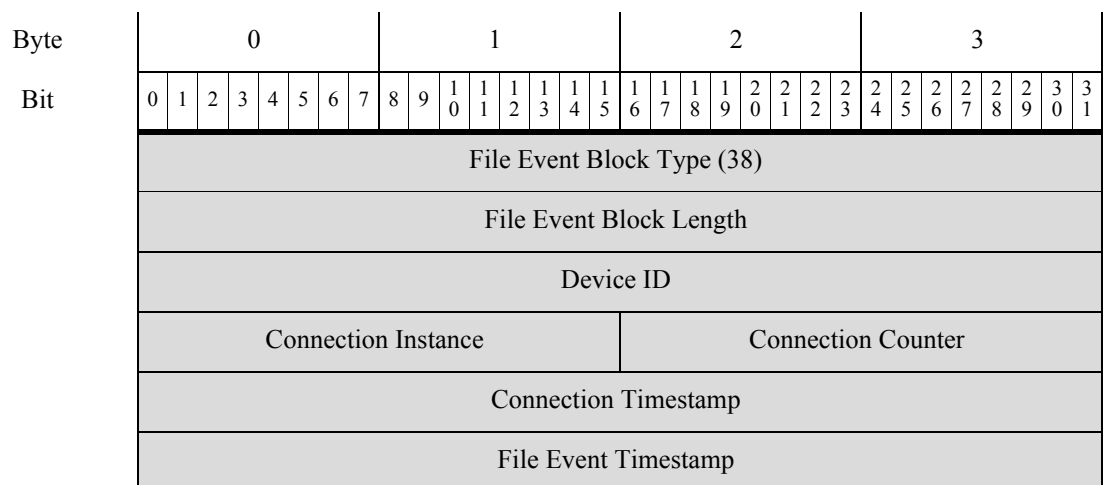 Byte 0 1 2 3
Bit 0 1 2 3 4 5 6 7 8 9 10 11 12 13 14 15 16 17 18 19 20 21 22 23 24 25 26 27 28 29 30 31
File Event Block Type (38)
File Event Block Length
Device ID
Connection Instance Connection Counter
Connection Timestamp
File Event Timestamp